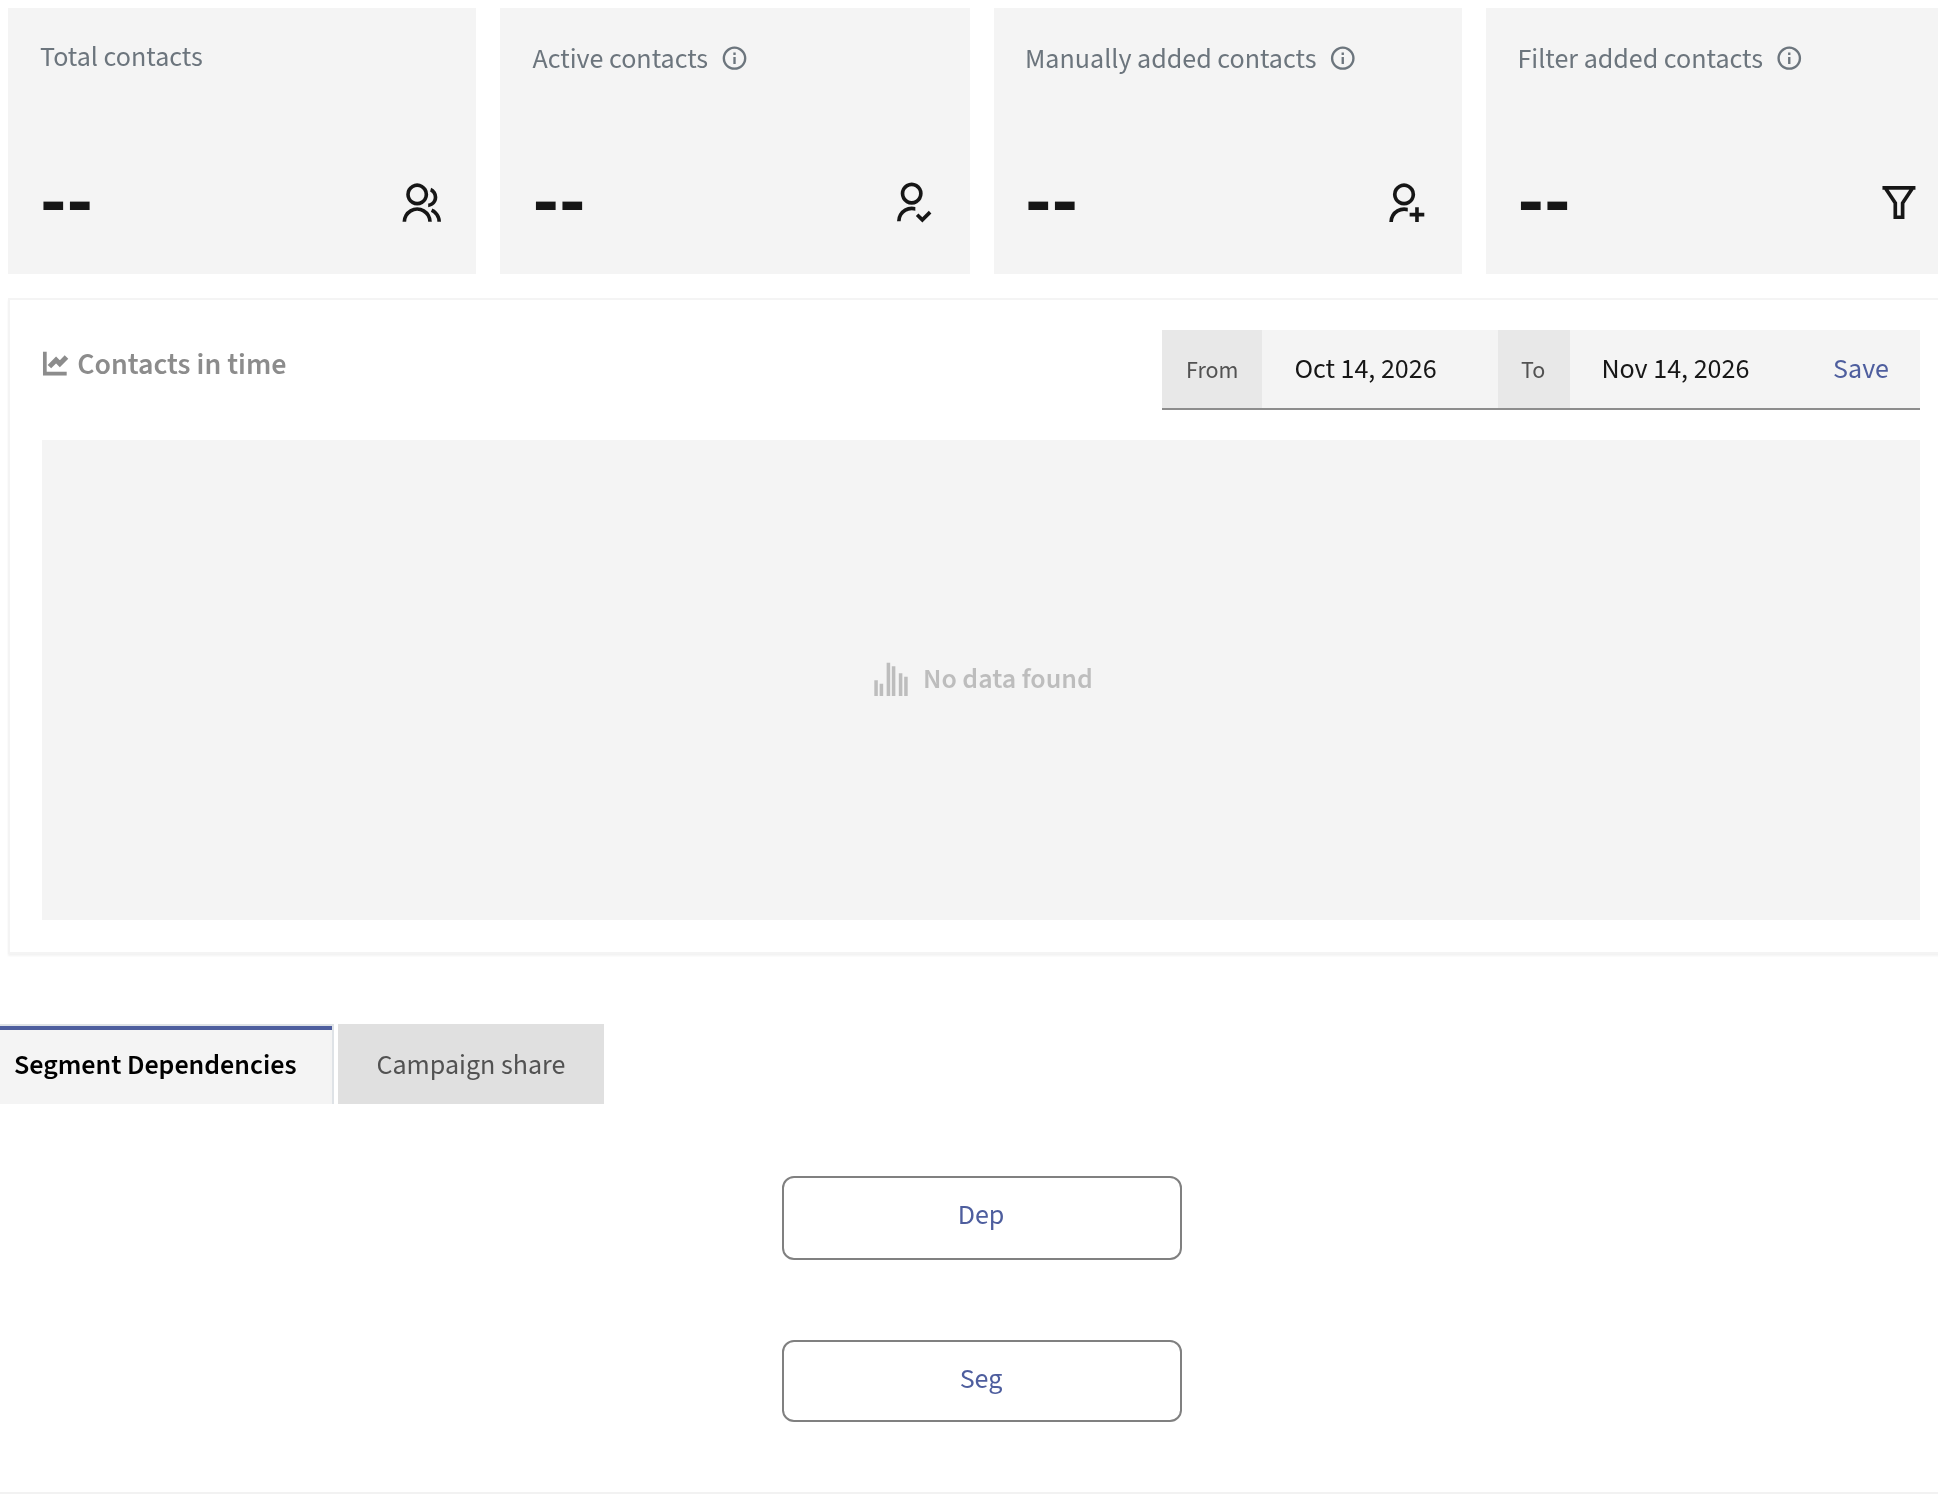 Total contacts
Active contacts
Manually added contacts
Filter added contacts
--
--
--
--
Contacts in time
From Oct 14, 2026 To Nov 14, 2026 Save
No data found
Segment Dependencies
Campaign share
Dep
Seg